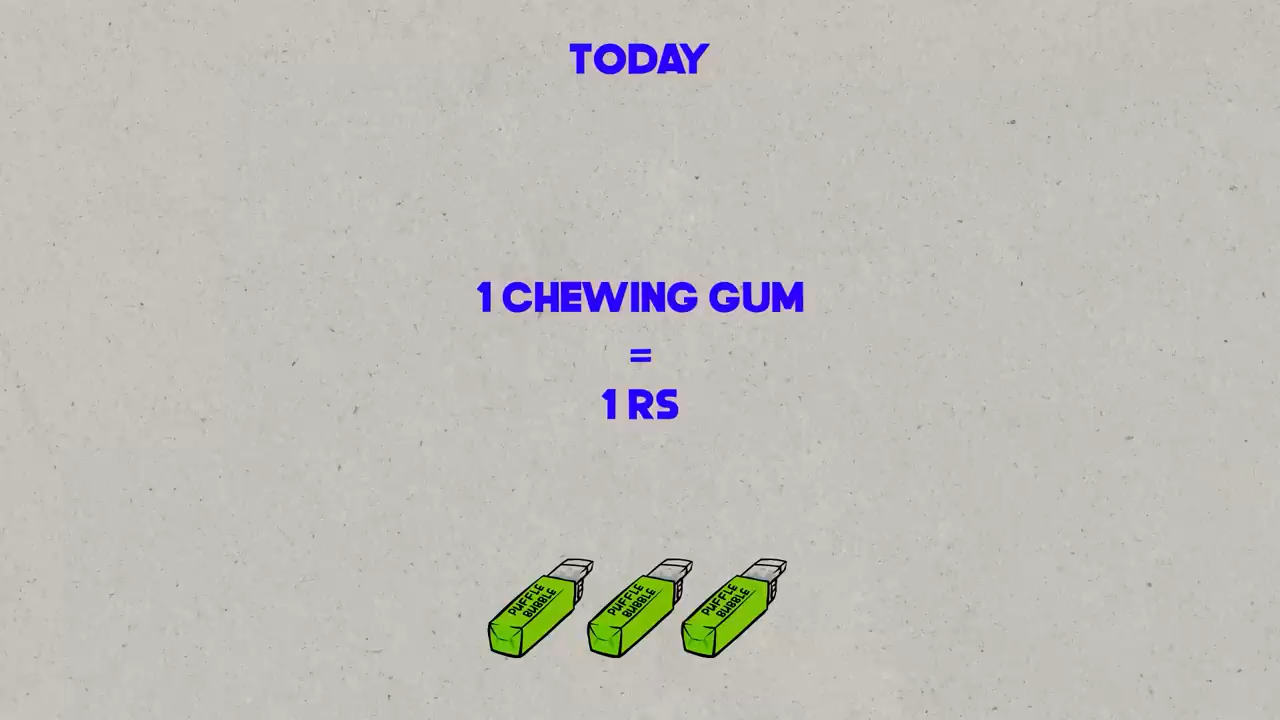 TODAY
1 CHEWING GUM
=
1 RS
PUFFLE
BUBBLE
PUFFLE
BUBBLE
PUFFLE
BUBBLE